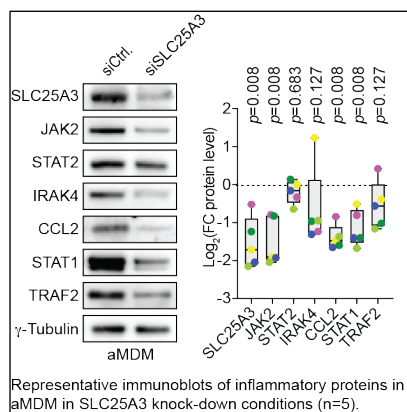 siCtrl.
siSLC25A3
SLC25A3
JAK2
STAT2
IRAK4
CCL2
STAT1
TRAF2
γ-Tubulin
aMDM
p=0.008
p=0.008
p=0.683
p=0.127
p=0.008
p=0.008
p=0.127
Log2(FC protein level)
2
1
0
-1
-2
-3
SLC25A3
JAK2
STAT2
IRAK4
CCL2
STAT1
TRAF2
Representative immunoblots of inflammatory proteins in
aMDM in SLC25A3 knock-down conditions (n=5).